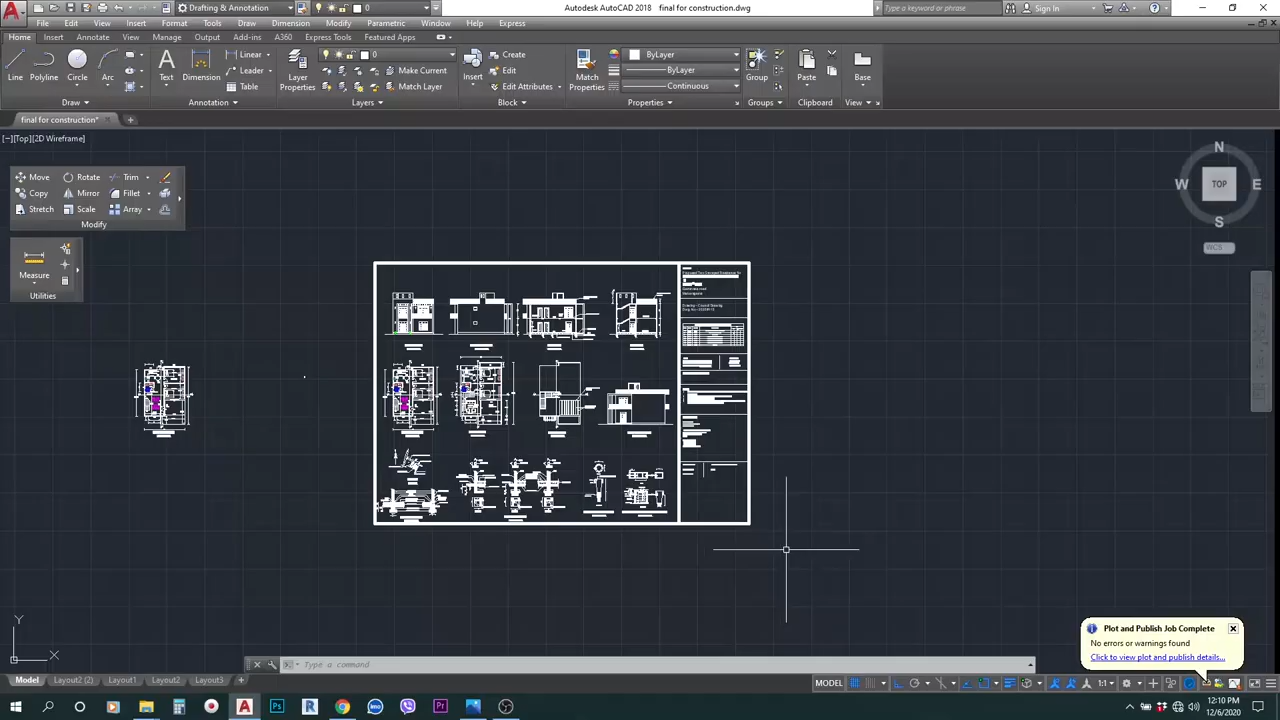 Drafting & Annotation
0
Autodesk AutoCAD 2018 final for construction.dwg
Type a keyword or phrase
Sign In
File Edit View Insert Format Tools Draw Dimension Modify Parametric Window Help Express
Home Insert Annotate Parametric View Manage Output Add-ins A360 Express Tools Featured Apps
Line Polyline Circle Arc
Text Dimension
Linear
Leader
Table
Layer
Properties
0
Make Current
Match Layer
Insert
Create
Edit
Edit Attributes
Match
Properties
ByLayer
ByLayer
Continuous
Group
Paste
Base
Draw Annotation Layers Block Properties Groups Clipboard View
final for construction*
[−][Top][2D Wireframe]
Move Rotate Trim
Copy Mirror Fillet
Stretch Scale Array
Modify
Measure
Utilities
N
W TOP E
S
WCS
Y
X
Plot and Publish Job Complete
No errors or warnings found
Click to view plot and publish details...
Type a command
Model Layout2 (2) Layout1 Layout2 Layout3
MODEL
1:1
12:10 PM
12/6/2020